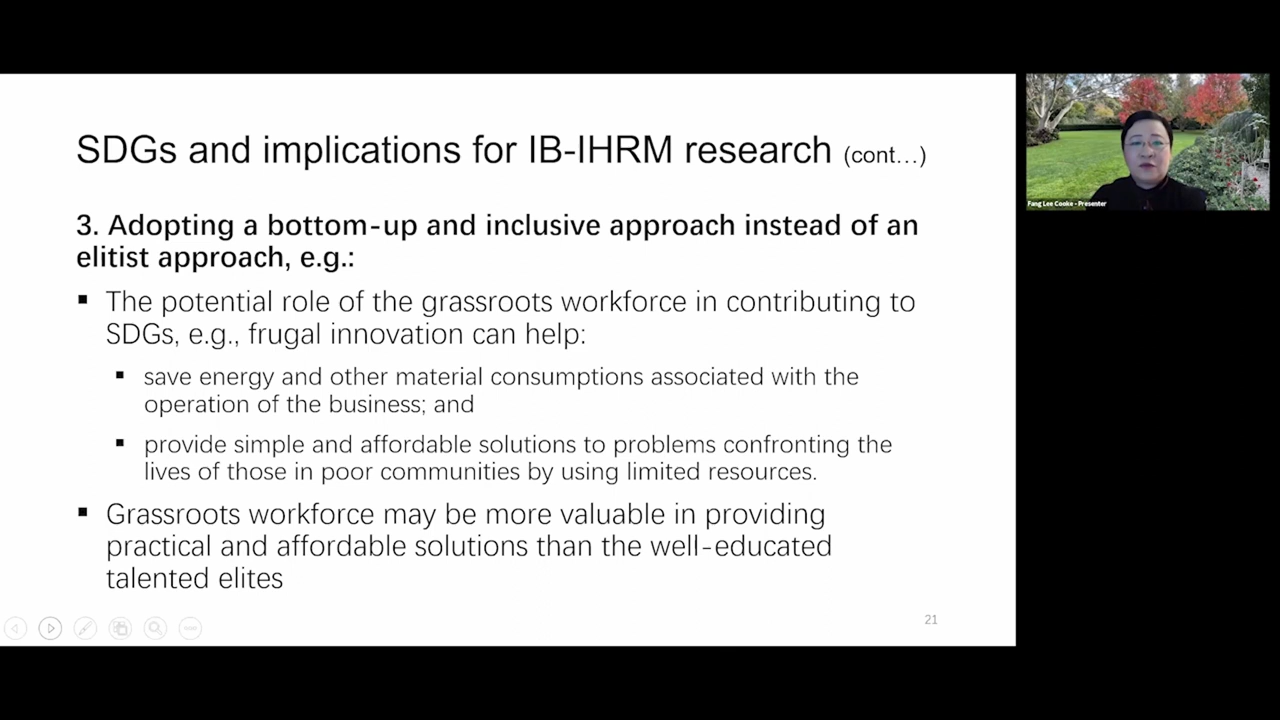 SDGs and implications for IB-IHRM research (cont…)
3. Adopting a bottom-up and inclusive approach instead of an
elitist approach, e.g.:
▪ The potential role of the grassroots workforce in contributing to
SDGs, e.g., frugal innovation can help:
▪ save energy and other material consumptions associated with the
operation of the business; and
▪ provide simple and affordable solutions to problems confronting the
lives of those in poor communities by using limited resources.
▪ Grassroots workforce may be more valuable in providing
practical and affordable solutions than the well-educated
talented elites
21
Fang Lee Cooke - Presenter